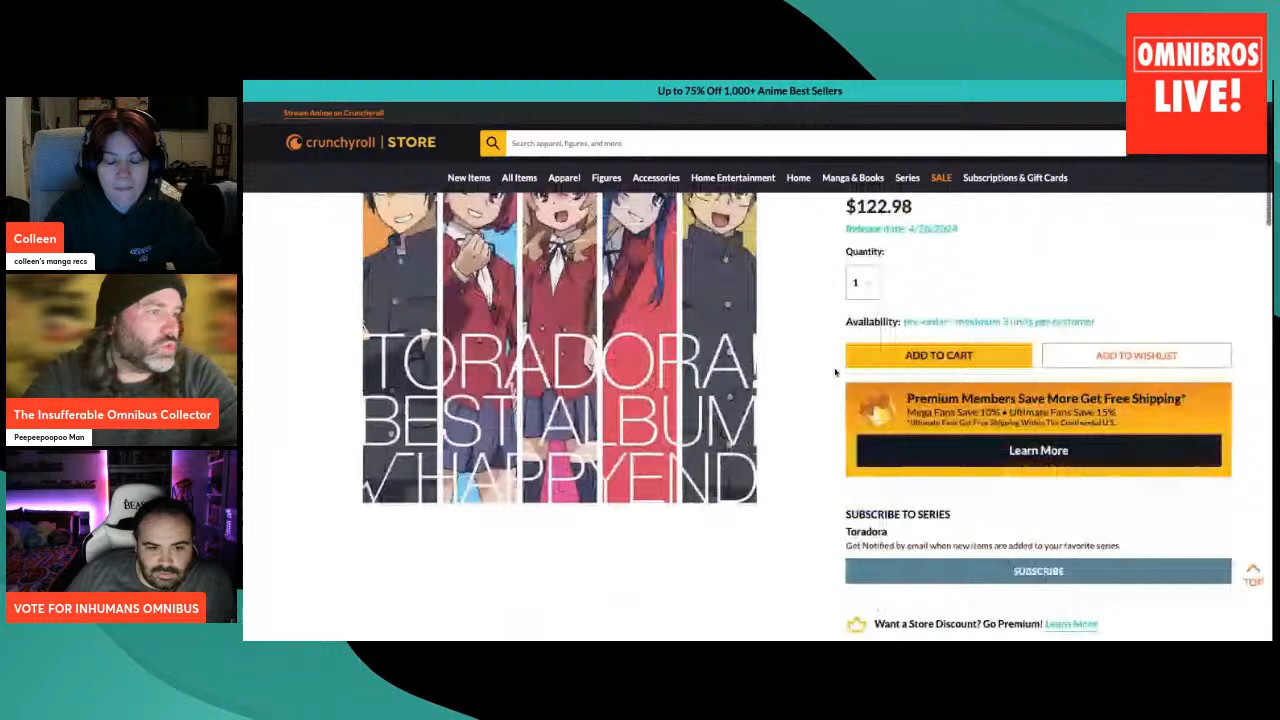 OMNIBROS
LIVE!
Up to 75% Off 1,000+ Anime Best Sellers
Stream Anime on Crunchyroll
crunchyroll | STORE
Search apparel, figures, and more
New Items All Items Apparel Figures Accessories Home Entertainment Home Manga & Books Series SALE Subscriptions & Gift Cards
$122.98
Release date: 4/26/2024
Quantity:
1
Availability: pre-order - maximum 3 units per customer
ADD TO CART
ADD TO WISHLIST
Premium Members Save More Get Free Shipping*
Mega Fans Save 10% • Ultimate Fans Save 15%
*Ultimate Fans Get Free Shipping Within The Continental U.S.
Learn More
SUBSCRIBE TO SERIES
Toradora
Get Notified by email when new items are added to your favorite series
SUBSCRIBE
TOP
Want a Store Discount? Go Premium! Learn More
TORADORA!
BEST ALBUM
HAPPYEND
Colleen
colleen's manga recs
The Insufferable Omnibus Collector
Peepeepoopoo Man
VOTE FOR INHUMANS OMNIBUS